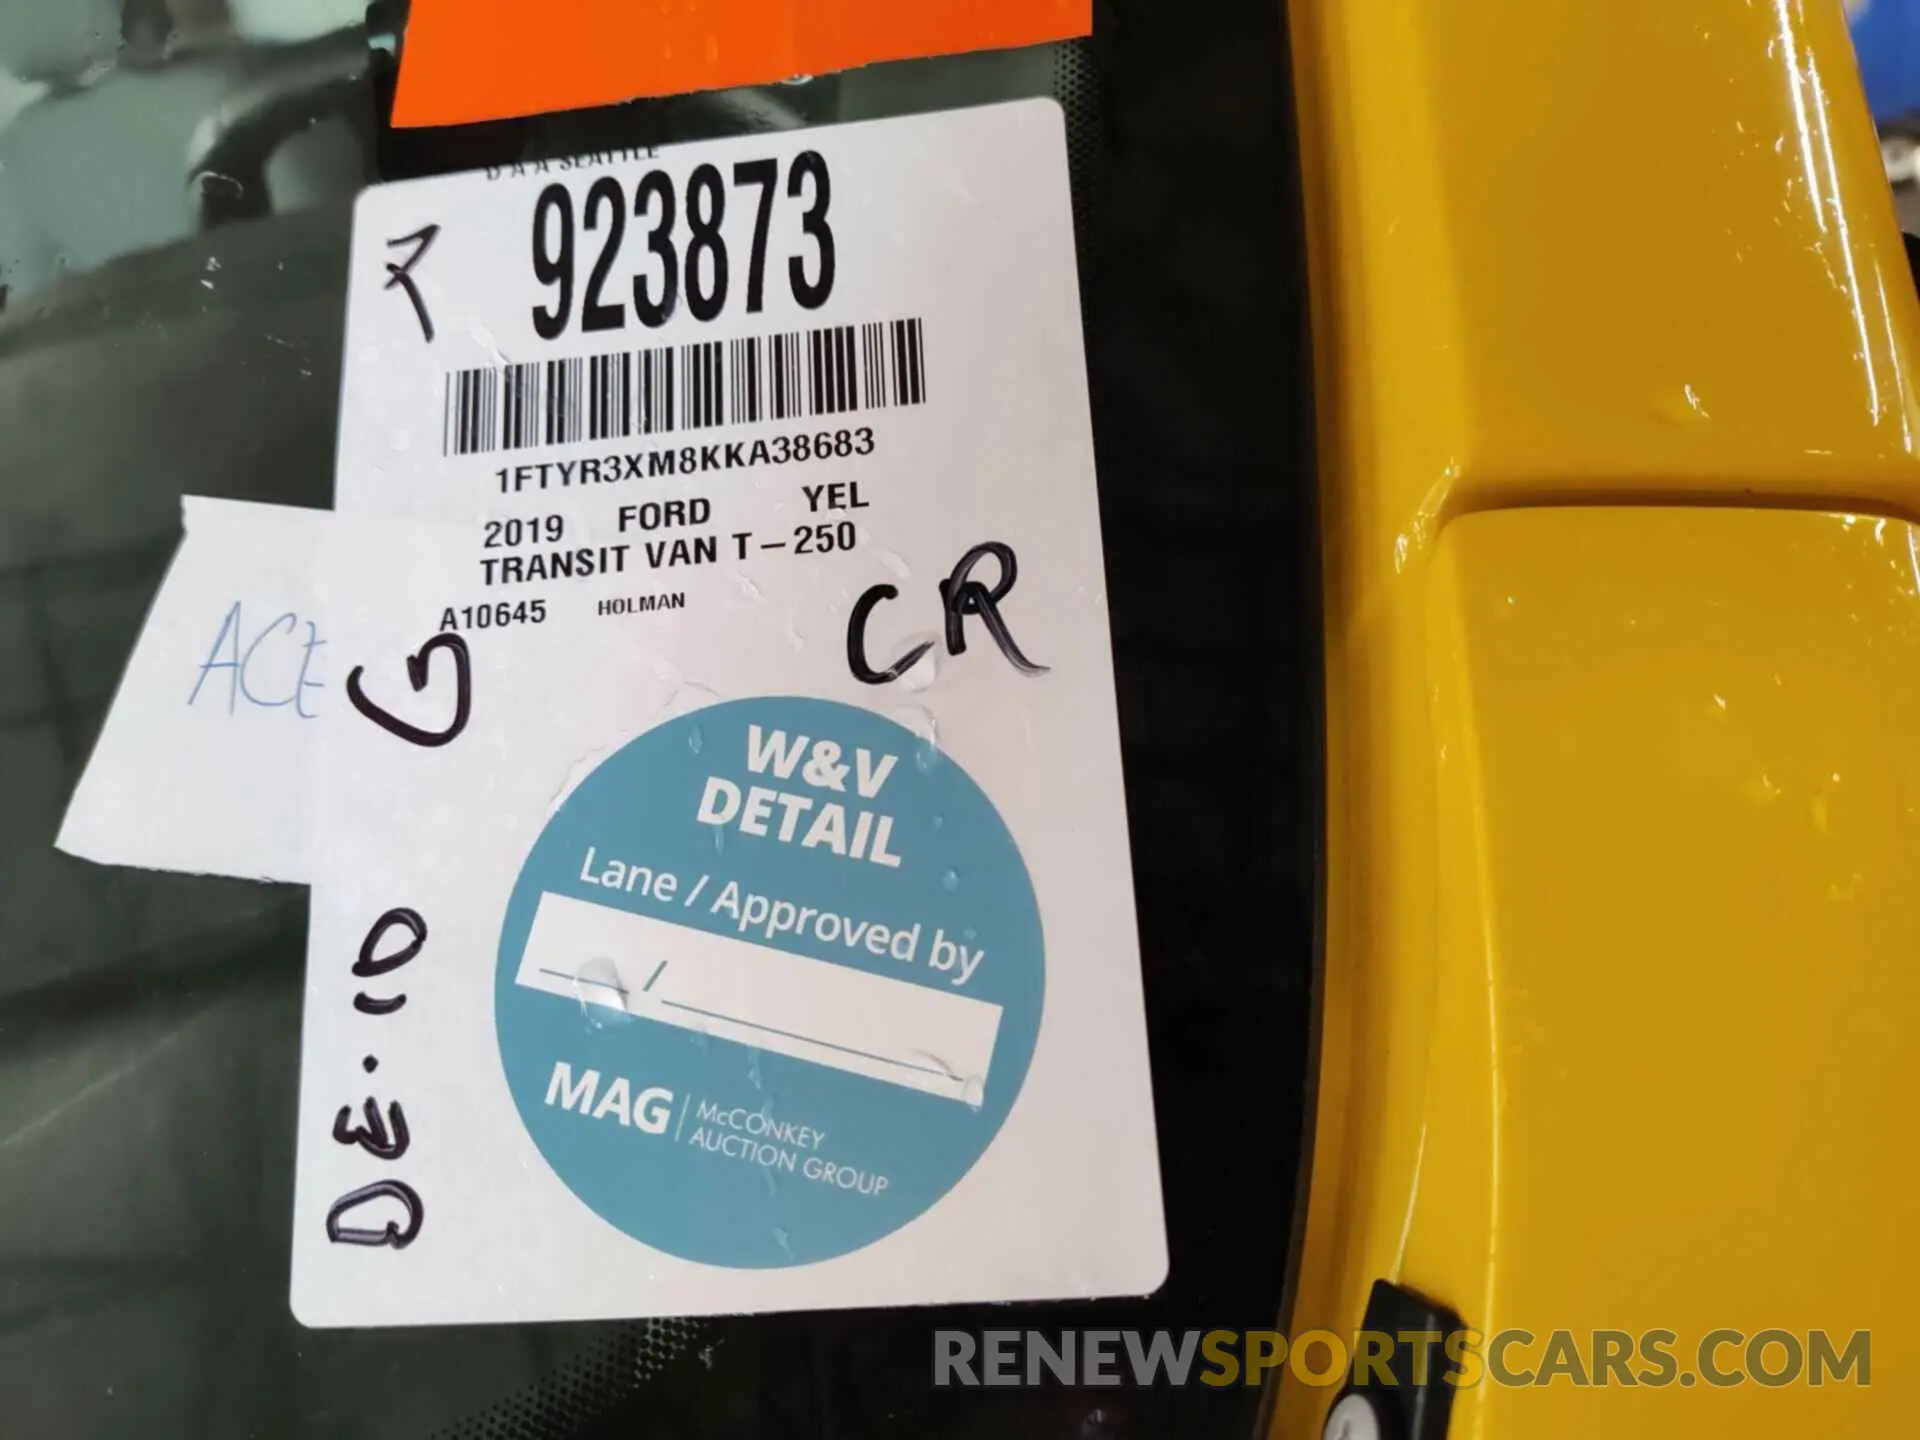 D A A SEATTLE
923873
1FTYR3XM8KKA38683
2019 FORD YEL
TRANSIT VAN T-250
A10645 HOLMAN
CR
ACE
W&V
DETAIL
Lane / Approved by
/
MAG | McCONKEY
AUCTION GROUP
RENEWSPORTSCARS.COM